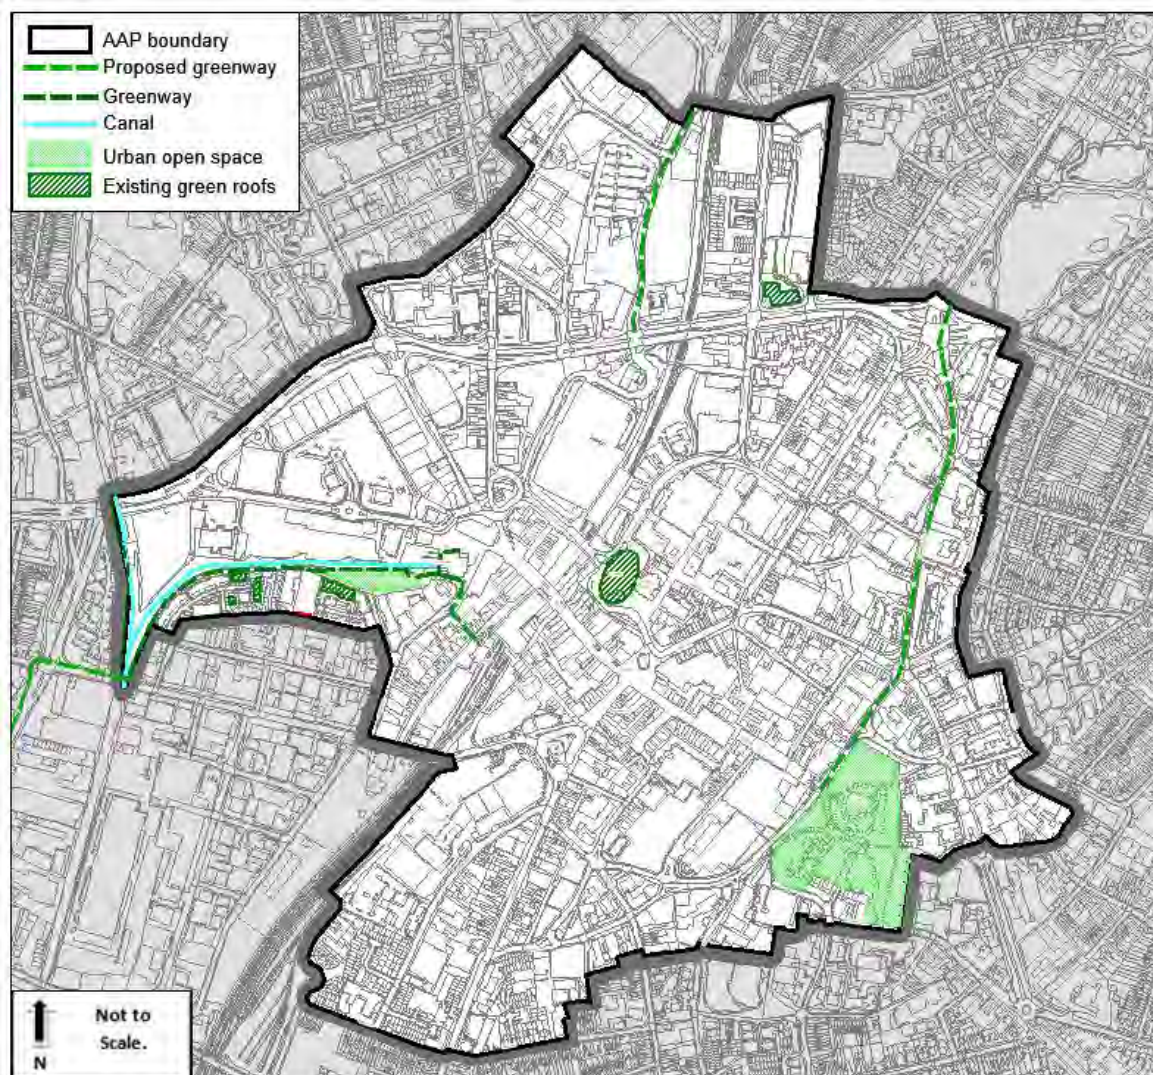 AAP boundary
Proposed greenway
Greenway
Canal
Urban open space
Existing green roofs
Not to
Scale.
N